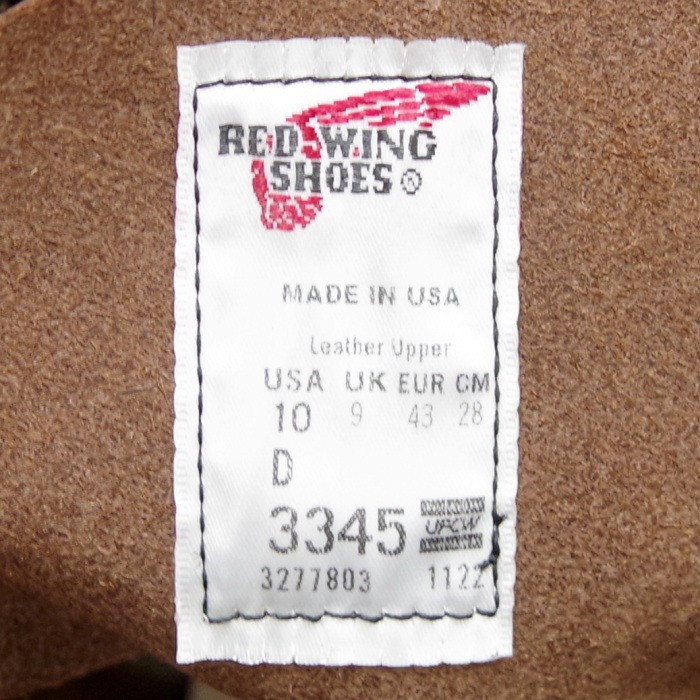 RED WING
SHOES®
MADE IN USA
Leather Upper
USA UK EUR CM
10 9 43 28
D
3345 UFCW
3277803 1122